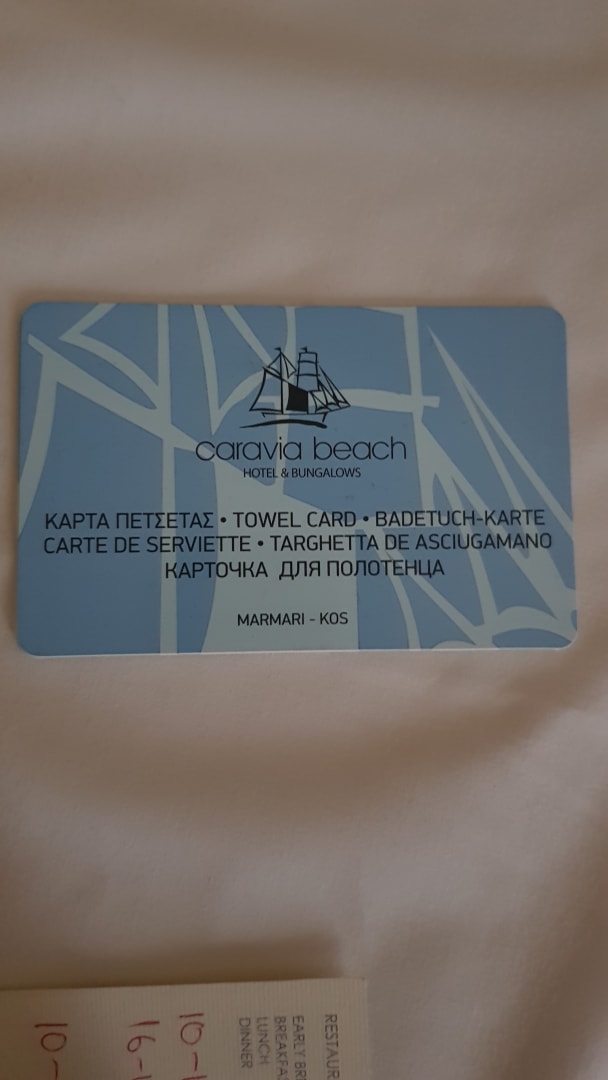 caravia beach
HOTEL & BUNGALOWS
ΚΑΡΤΑ ΠΕΤΣΕΤΑΣ • TOWEL CARD • BADETUCH-KARTE
CARTE DE SERVIETTE • TARGHETTA DE ASCIUGAMANO
КАРТОЧКА ДЛЯ ПОЛОТЕНЦА
MARMARI - KOS
EARLY
LUNCH
DINNER